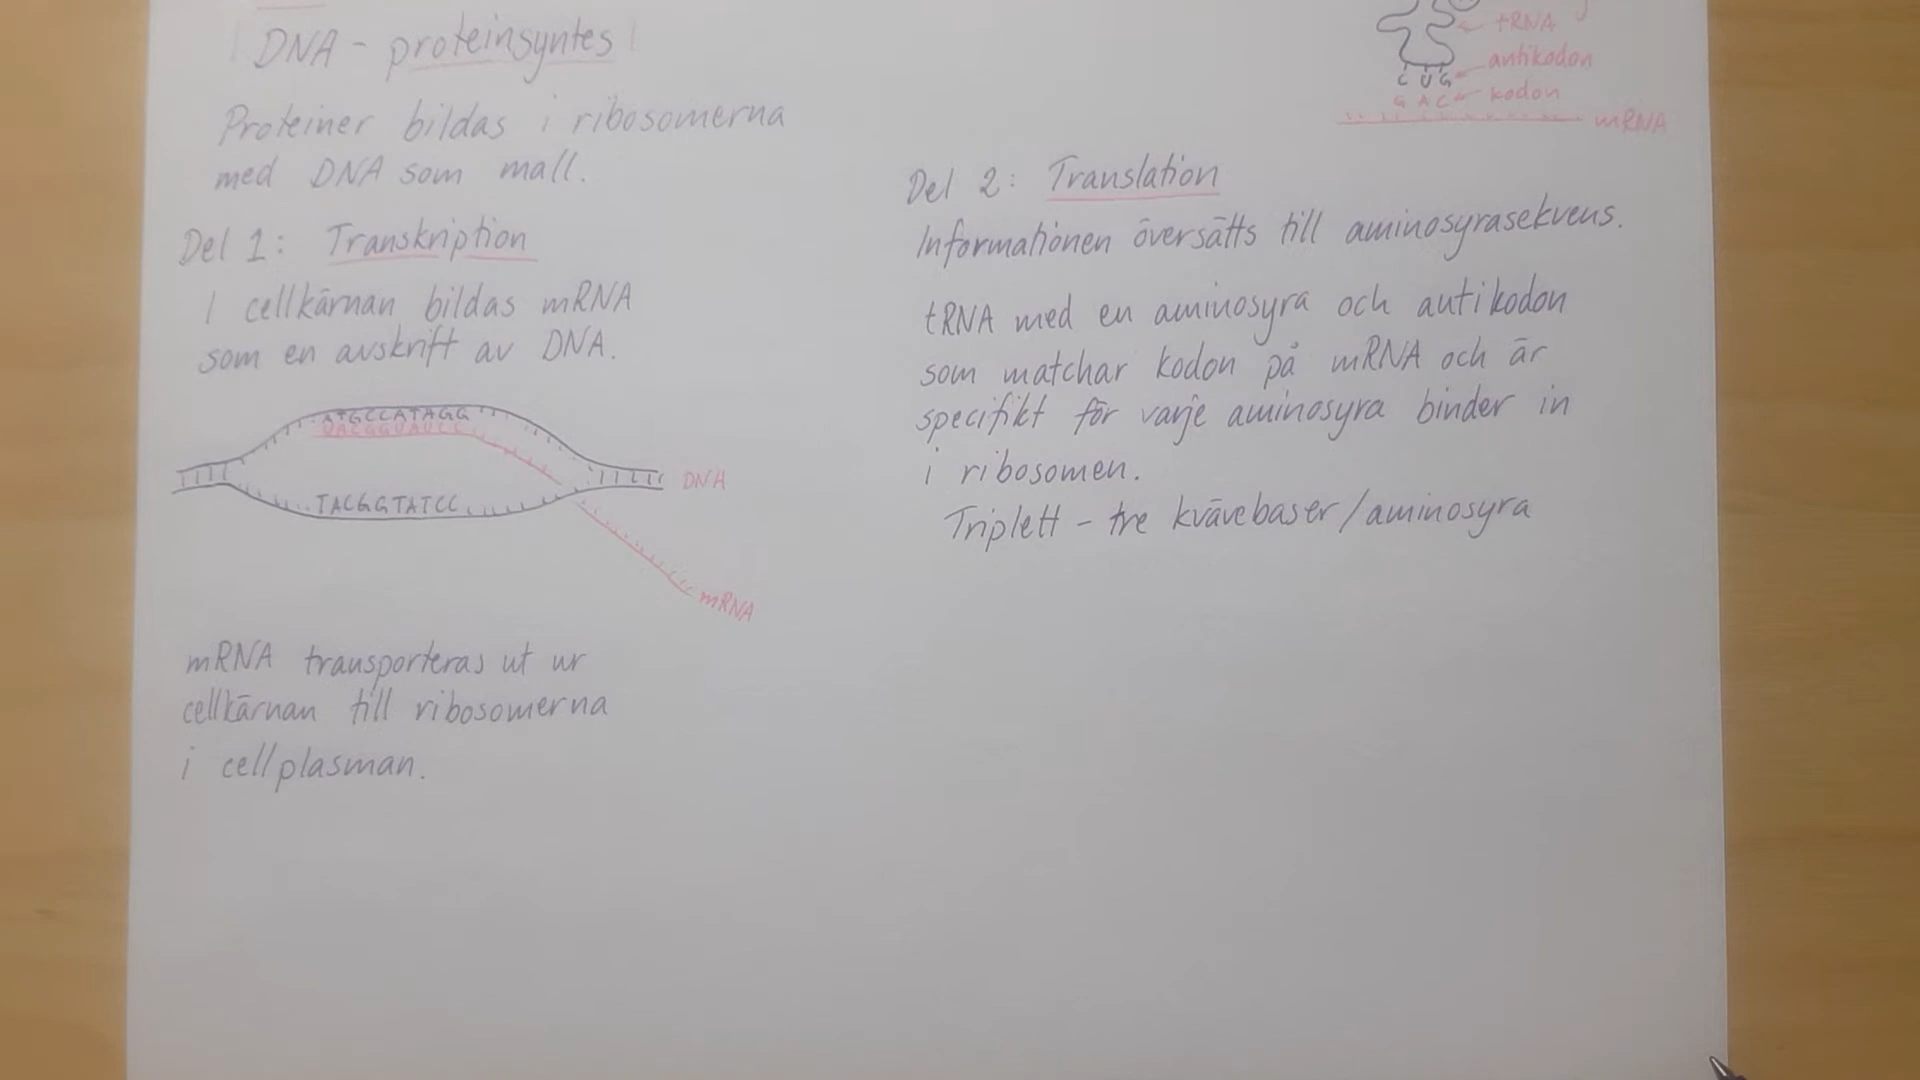 DNA - proteinsyntes
Proteiner bildas i ribosomerna
med DNA som mall.
Del 1: Transkription
I cellkärnan bildas mRNA
som en avskrift av DNA.
ATGCCATAGG
UACGGUAUCC
TACGGTATCC
DNA
mRNA
mRNA transporteras ut ur
cellkärnan till ribosomerna
i cellplasman.
tRNA
antikodon
CUG
GAC
kodon
mRNA
Del 2: Translation
Informationen översätts till aminosyrasekvens.
tRNA med en aminosyra och antikodon
som matchar kodon på mRNA och är
specifikt för varje aminosyra binder in
i ribosomen.
Triplett - tre kvävebaser/aminosyra